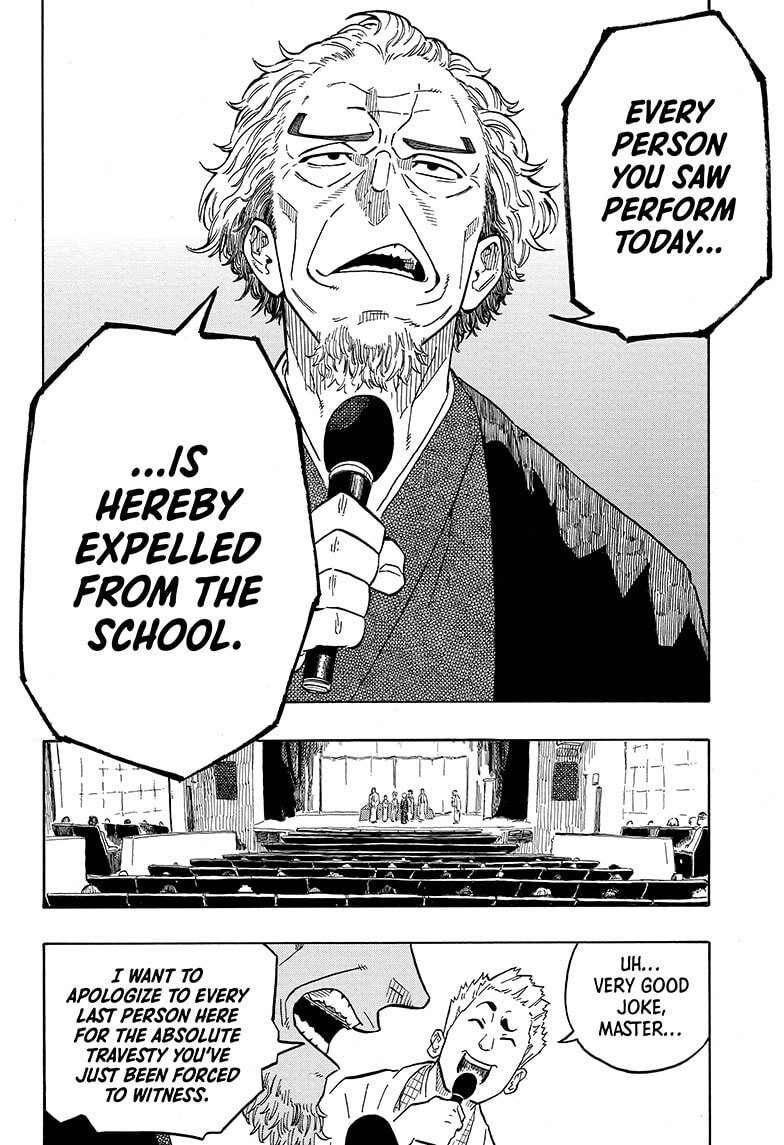 EVERY
PERSON
YOU SAW
PERFORM
TODAY...
...IS
HEREBY
EXPELLED
FROM THE
SCHOOL.
UH...
VERY GOOD
JOKE,
MASTER...
I WANT TO
APOLOGIZE TO EVERY
LAST PERSON HERE
FOR THE ABSOLUTE
TRAVESTY YOU'VE
JUST BEEN FORCED
TO WITNESS.